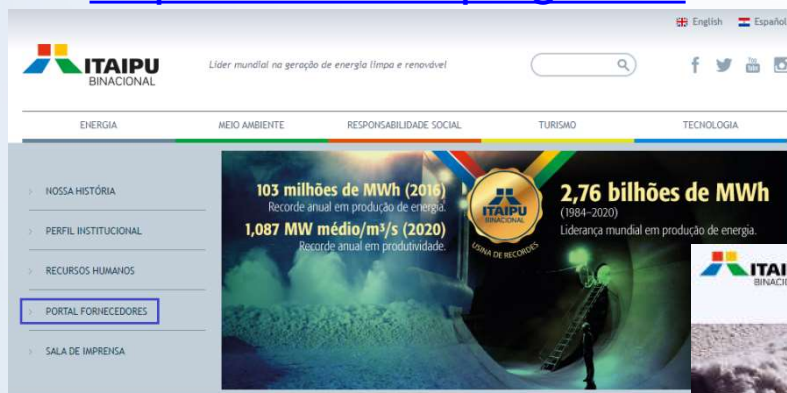 English Español
ITAIPU
BINACIONAL
Líder mundial na geração de energia limpa e renovável
ENERGIA MEIO AMBIENTE RESPONSABILIDADE SOCIAL TURISMO TECNOLOGIA
NOSSA HISTÓRIA
PERFIL INSTITUCIONAL
RECURSOS HUMANOS
PORTAL FORNECEDORES
SALA DE IMPRENSA
103 milhões de MWh (2016)
Recorde anual em produção de energia.
1,087 MW médio/m³/s (2020)
Recorde anual em produtividade.
ITAIPU
BINACIONAL
USINA DE RECORDES
2,76 bilhões de MWh
(1984–2020)
Liderança mundial em produção de energia.